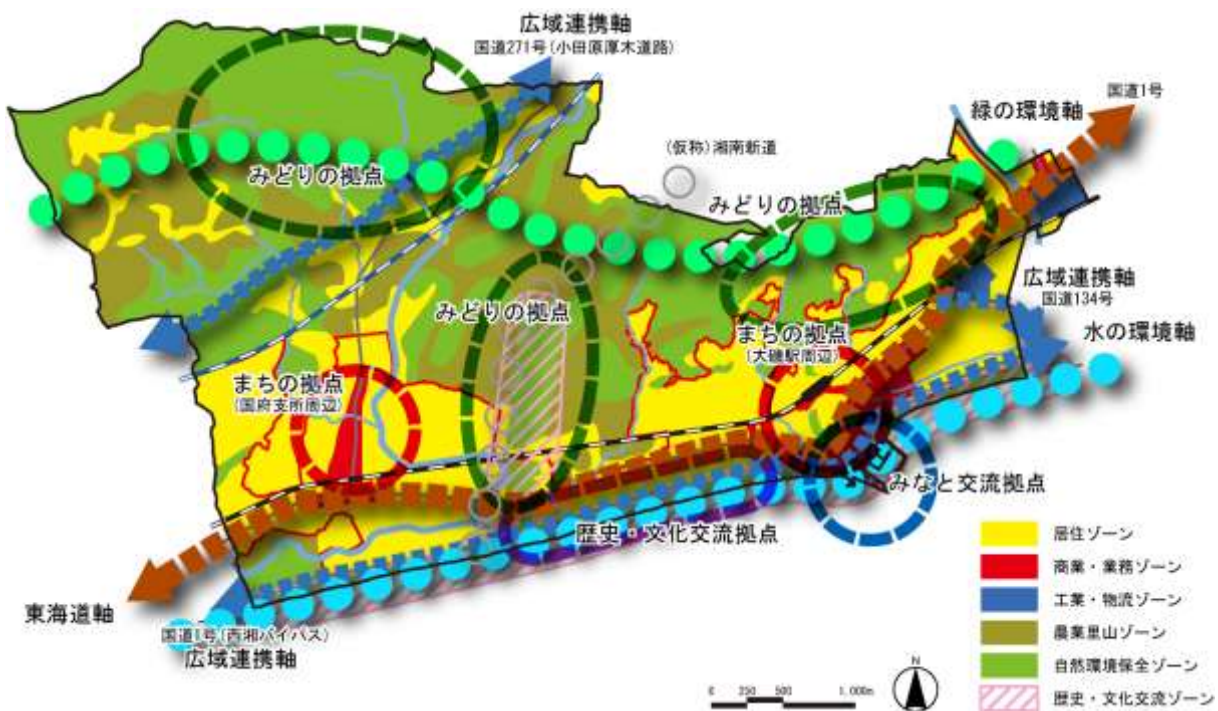 広域連携軸
国道271号(小田原厚木道路)
国道1号
緑の環境軸
(仮称)湘南新道
みどりの拠点
みどりの拠点
みどりの拠点
広域連携軸
国道134号
水の環境軸
まちの拠点
(大磯駅周辺)
まちの拠点
(国府支所周辺)
みなと交流拠点
歴史・文化交流拠点
東海道軸
国道1号(西湘バイパス)
広域連携軸
居住ゾーン
商業・業務ゾーン
工業・物流ゾーン
農業里山ゾーン
自然環境保全ゾーン
歴史・文化交流ゾーン
N
0 250 500 1,000m